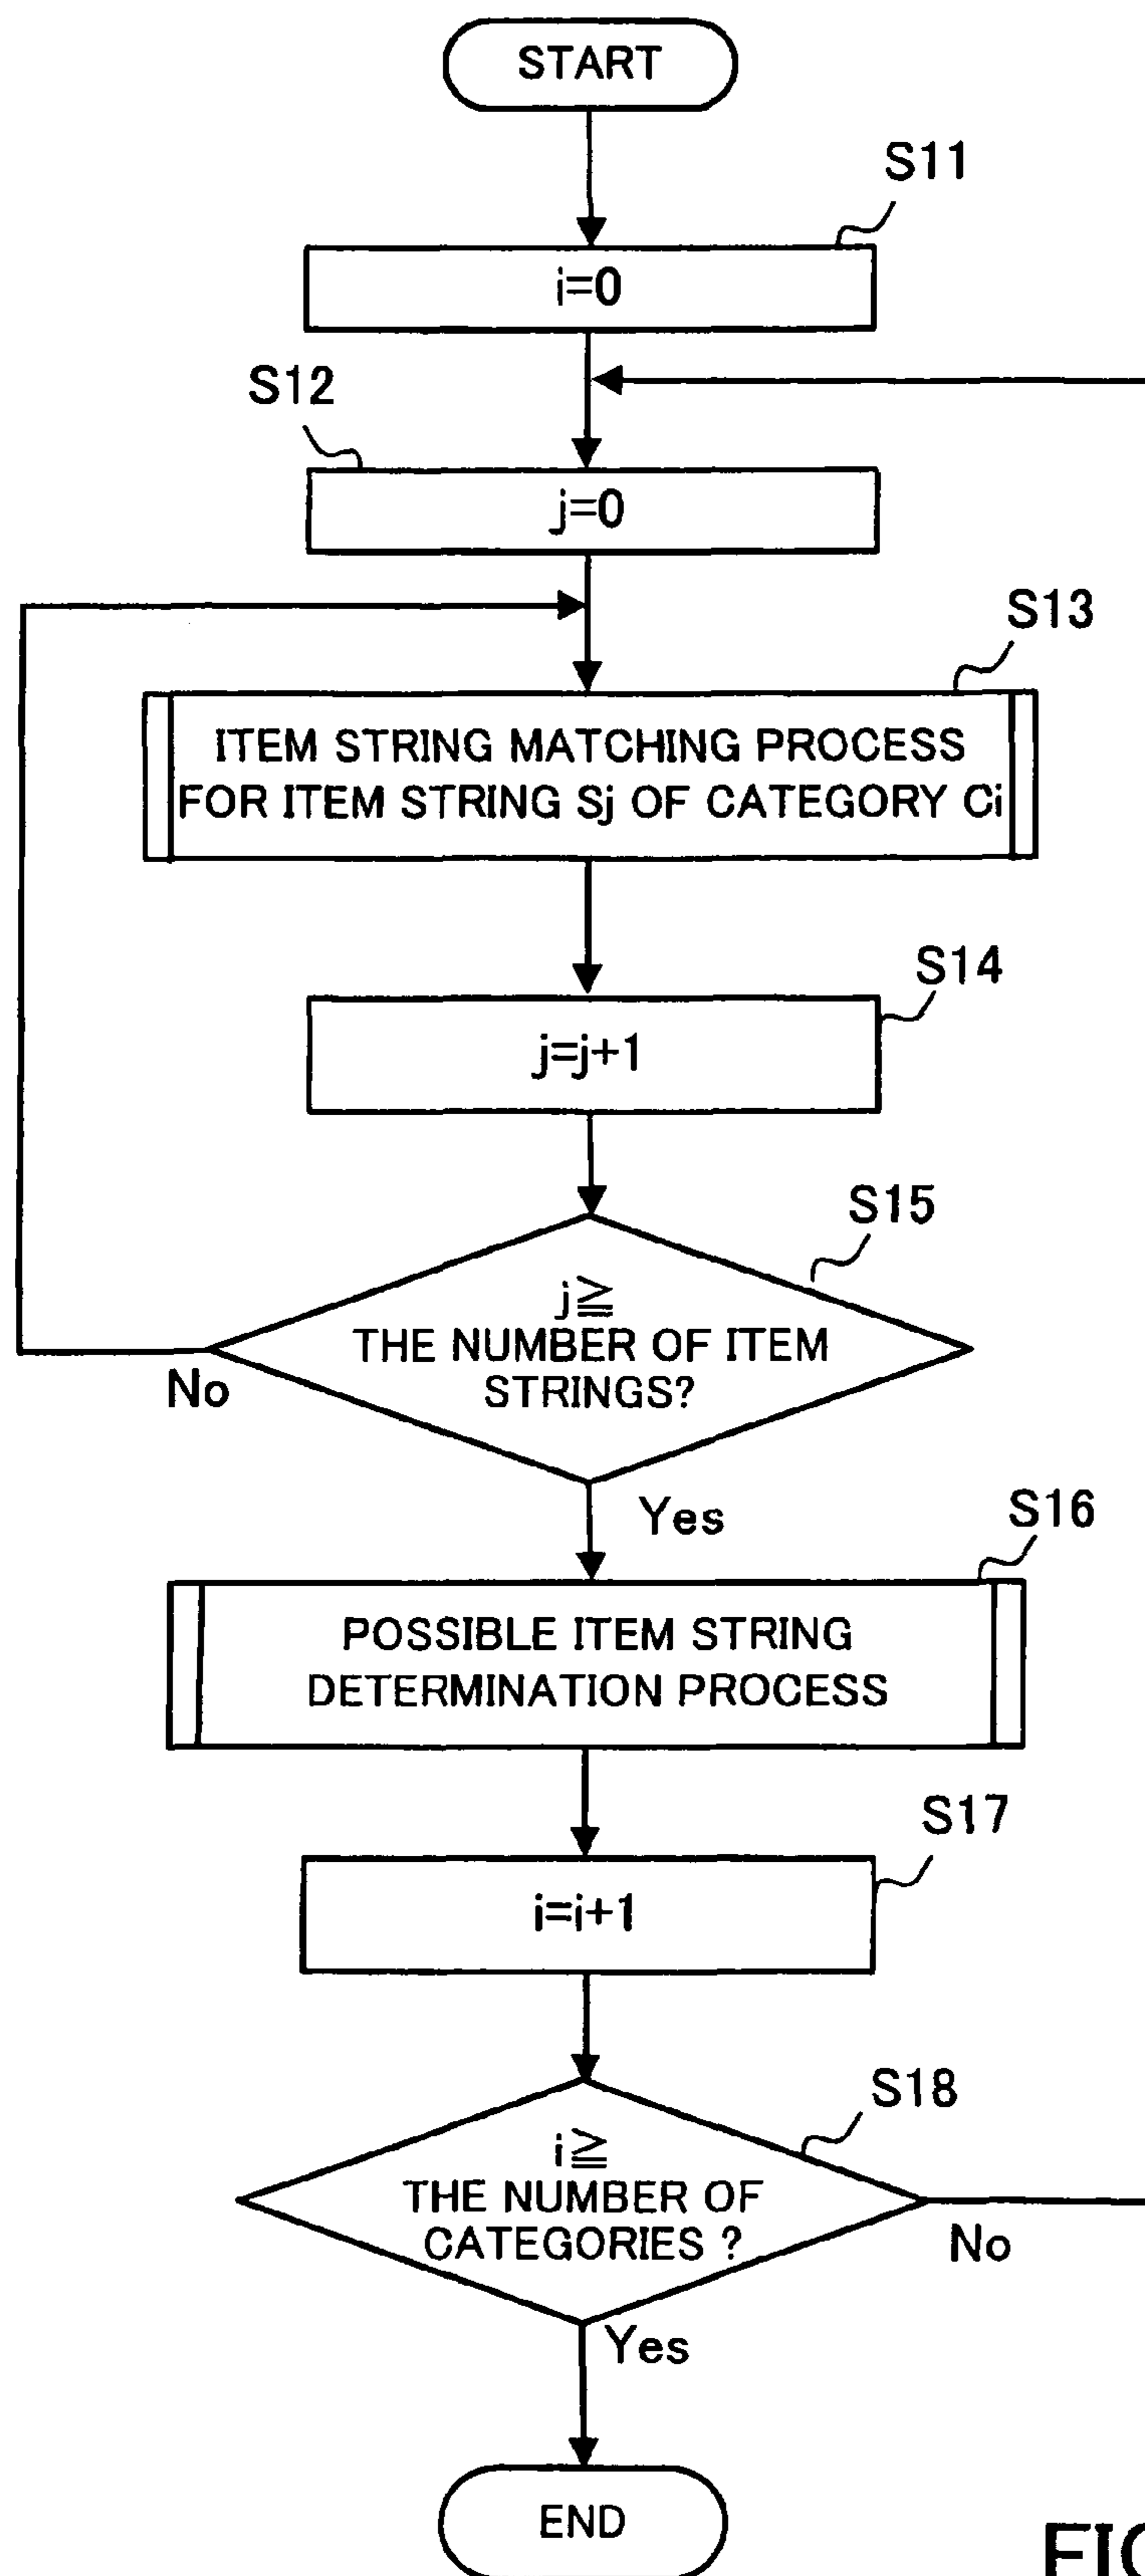 START
S11
i=0
S12
j=0
S13
ITEM STRING MATCHING PROCESS
FOR ITEM STRING Sj OF CATEGORY Ci
S14
j=j+1
S15
j≧
THE NUMBER OF ITEM
STRINGS?
No
Yes
S16
POSSIBLE ITEM STRING
DETERMINATION PROCESS
S17
i=i+1
S18
i≧
THE NUMBER OF
CATEGORIES ?
No
Yes
END